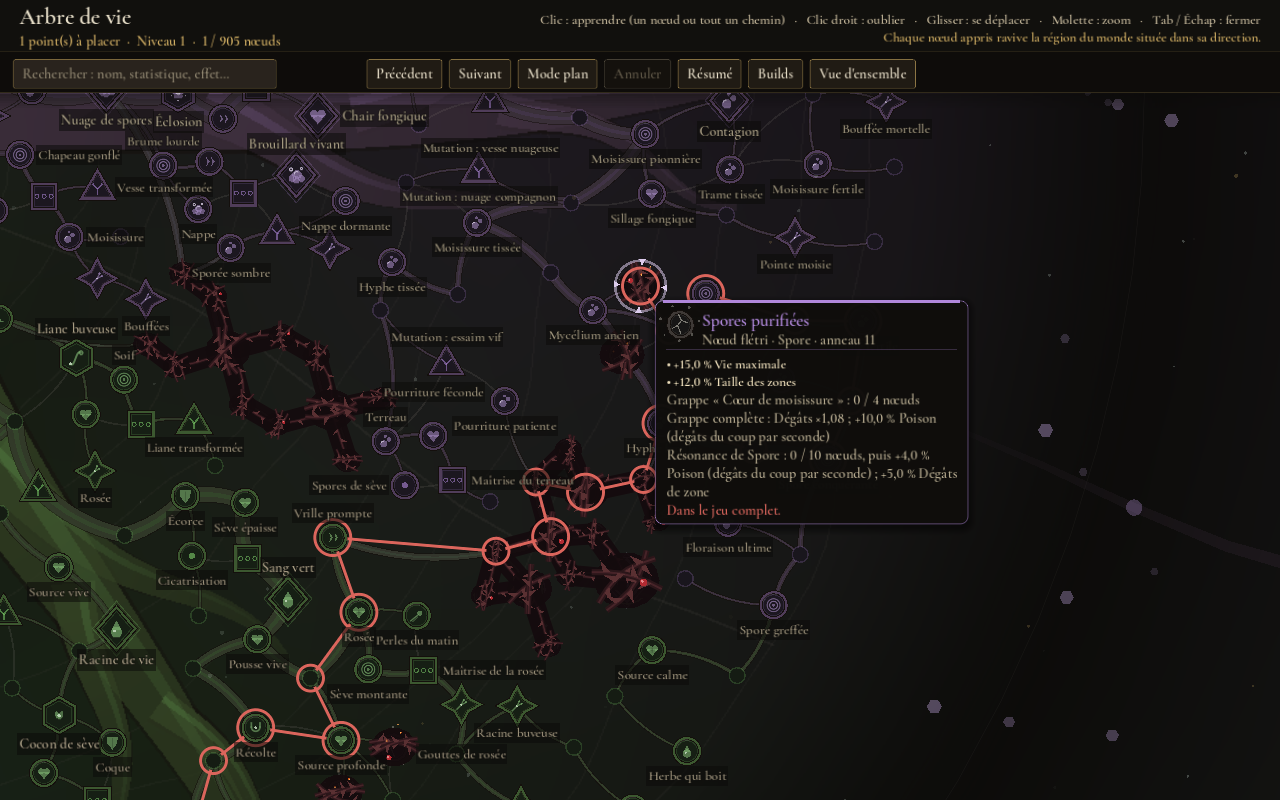 Arbre de vie
Clic : apprendre (un nœud ou tout un chemin) · Clic droit : oublier · Glisser : se déplacer · Molette : zoom · Tab / Échap : fermer
1 point(s) à placer · Niveau 1 · 1 / 905 nœuds
Chaque nœud appris ravive la région du monde située dans sa direction.
Rechercher : nom, statistique, effet...
Précédent
Suivant
Mode plan
Annuler
Résumé
Builds
Vue d'ensemble
Nuage de spores
Éclosion
Chair fongique
Contagion
Bouffée mortelle
Brume lourde
Brouillard vivant
Mutation : vesse nuageuse
Chapeau gonflé
Moisissure pionnière
Vesse transformée
Mutation : nuage compagnon
Trame tissée
Moisissure fertile
Nappe
Nappe dormante
Sillage fongique
Moisissure
Moisissure tissée
Pointe moisie
Sporée sombre
Hyphe tissée
Liane buveuse
Bouffées
Mutation : essaim vif
Mycélium ancien
Soif
Spores purifiées
Nœud flétri · Spore · anneau 11
• +15,0 % Vie maximale
• +12,0 % Taille des zones
Grappe « Cœur de moisissure » : 0 / 4 nœuds
Grappe complète : Dégâts ×1,08 ; +10,0 % Poison
(dégâts du coup par seconde)
Résonance de Spore : 0 / 10 nœuds, puis +4,0 %
Poison (dégâts du coup par seconde) ; +5,0 % Dégâts
de zone
Dans le jeu complet.
Pourriture féconde
Terreau
Pourriture patiente
Liane transformée
Hyph
Rosée
Spores de sève
Maîtrise du terreau
Écorce
Sève épaisse
Vrille prompte
Floraison ultime
Cicatrisation
Sang vert
Source vive
Spore greffée
Rosée
Perles du matin
Racine de vie
Pousse vive
Maîtrise de la rosée
Source calme
Sève montante
Cocon de sève
Récolte
Racine buveuse
Coque
Source profonde
Gouttes de rosée
Herbe qui boit